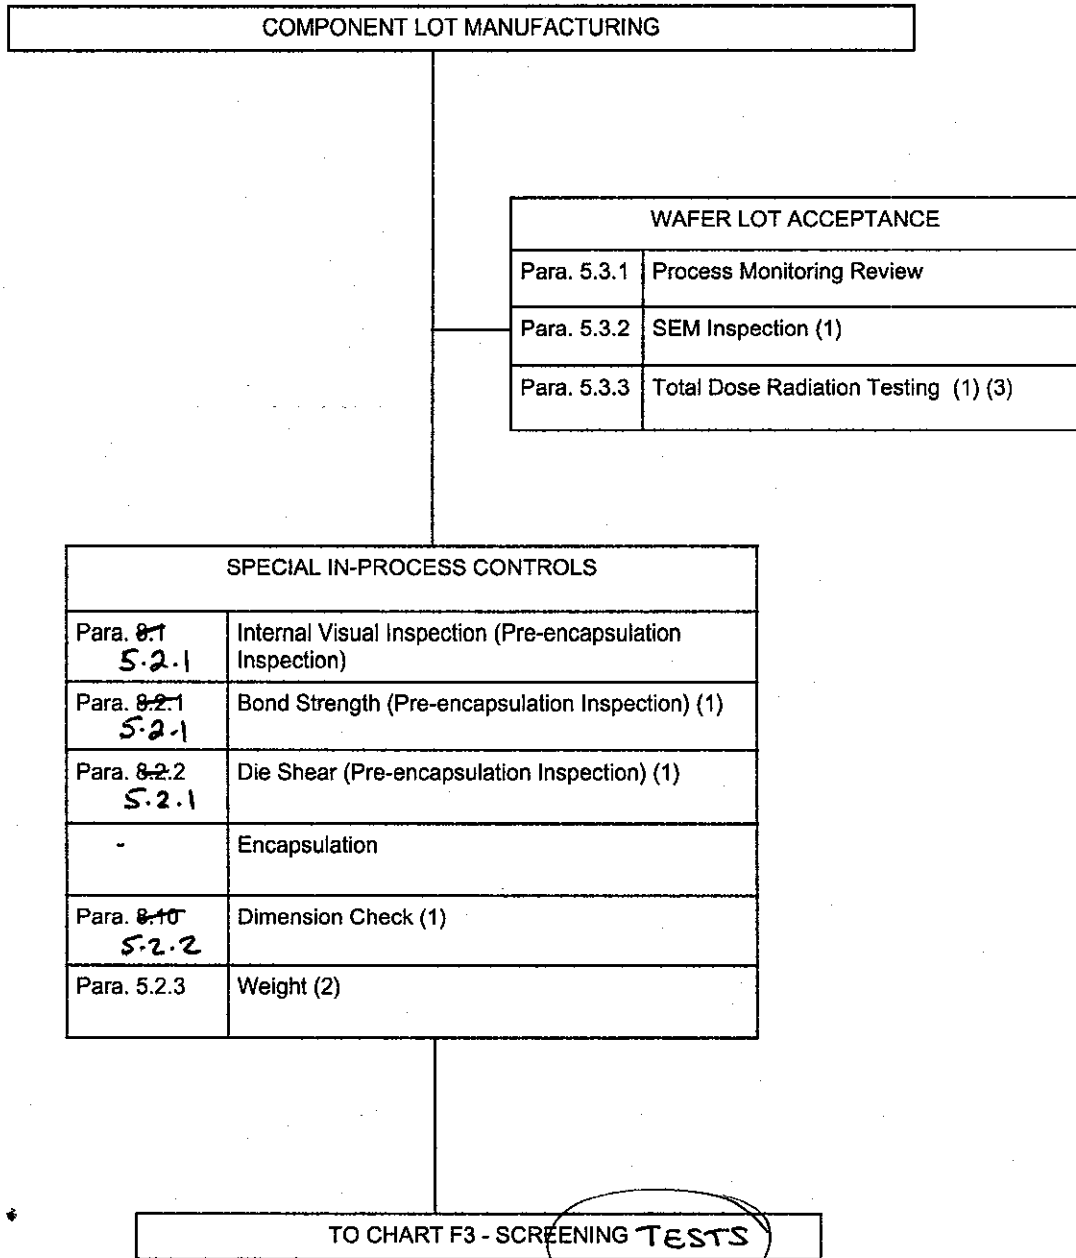 COMPONENT LOT MANUFACTURING
WAFER LOT ACCEPTANCE
Para. 5.3.1 Process Monitoring Review
Para. 5.3.2 SEM Inspection (1)
Para. 5.3.3 Total Dose Radiation Testing (1) (3)
SPECIAL IN-PROCESS CONTROLS
Para. 8.1 Internal Visual Inspection (Pre-encapsulation
5.2.1 Inspection)
Para. 8.2.1 Bond Strength (Pre-encapsulation Inspection) (1)
5.2.1
Para. 8.2.2 Die Shear (Pre-encapsulation Inspection) (1)
5.2.1
- Encapsulation
Para. 8.10 Dimension Check (1)
5.2.2
Para. 5.2.3 Weight (2)
TO CHART F3 - SCREENING TESTS